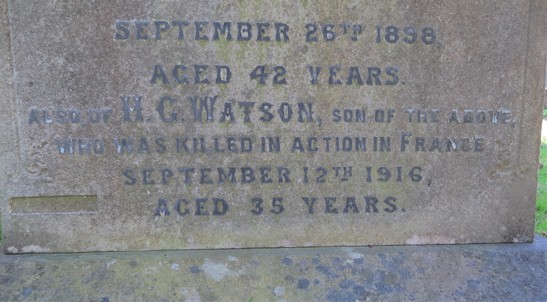 SEPTEMBER 26TH 1898,
AGED 42 YEARS.
ALSO OF H. G. WATSON, SON OF THE ABOVE,
WHO WAS KILLED IN ACTION IN FRANCE
SEPTEMBER 12TH 1916,
AGED 35 YEARS.